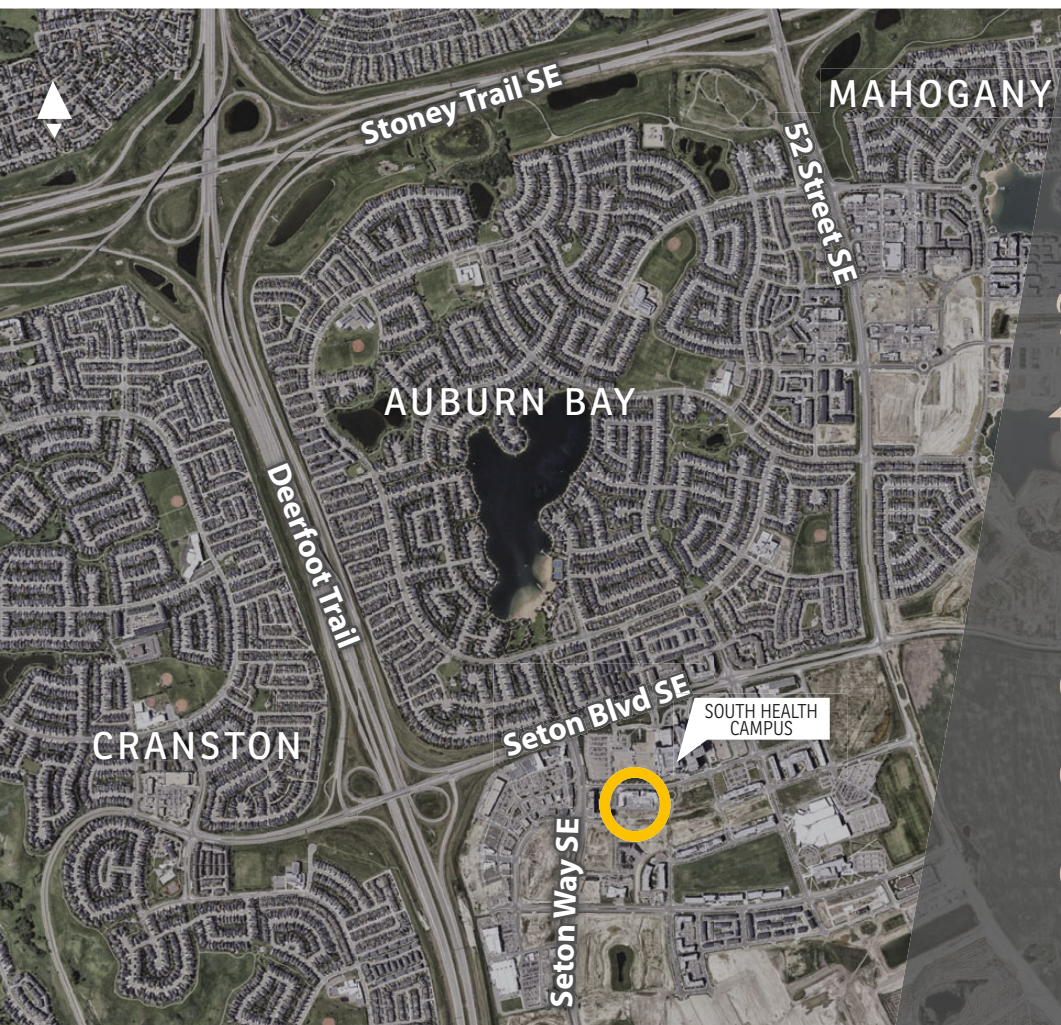 Stoney Trail SE
MAHOGANY
52 Street SE
AUBURN BAY
Deerfoot Trail
Seton Blvd SE
SOUTH HEALTH
CAMPUS
CRANSTON
Seton Way SE